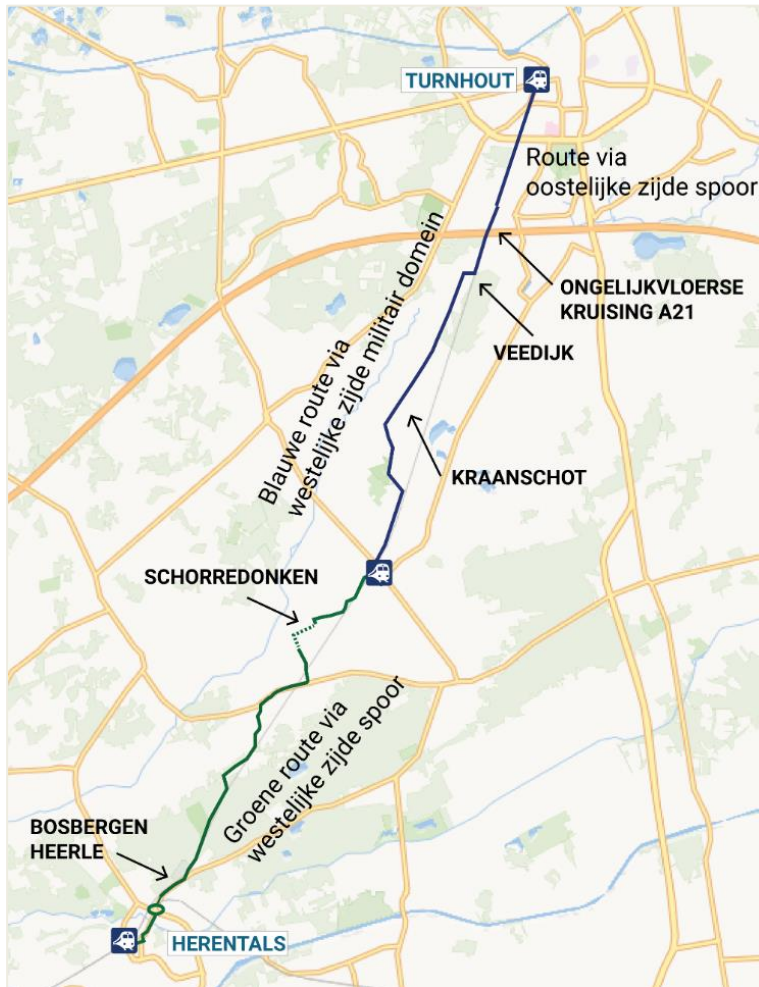 TURNHOUT
Route via
oostelijke zijde spoor
ONGELIJKVLOERSE
KRUISING A21
VEEDIJK
Blauwe route via
westelijke zijde militair domein
KRAANSCHOT
SCHORREDONKEN
Groene route via
westelijke zijde spoor
BOSBERGEN
HEERLE
HERENTALS